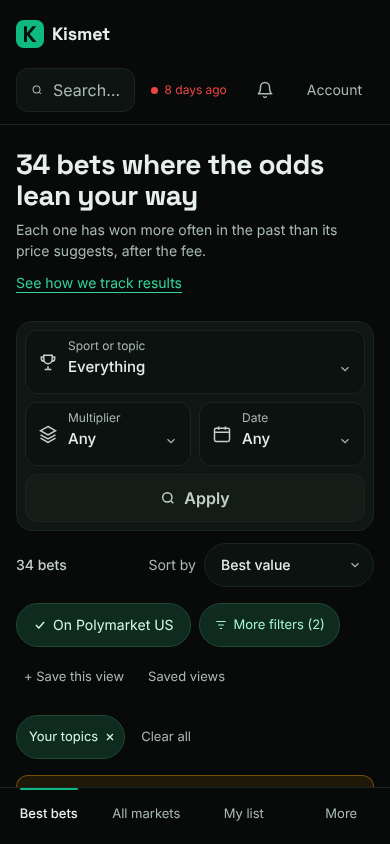 K Kismet
Search...
8 days ago
Account
34 bets where the odds
lean your way
Each one has won more often in the past than its
price suggests, after the fee.
See how we track results
Sport or topic
Everything
Multiplier
Any
Date
Any
Apply
34 bets
Sort by
Best value
On Polymarket US
More filters (2)
+ Save this view
Saved views
Your topics ×
Clear all
Best bets
All markets
My list
More